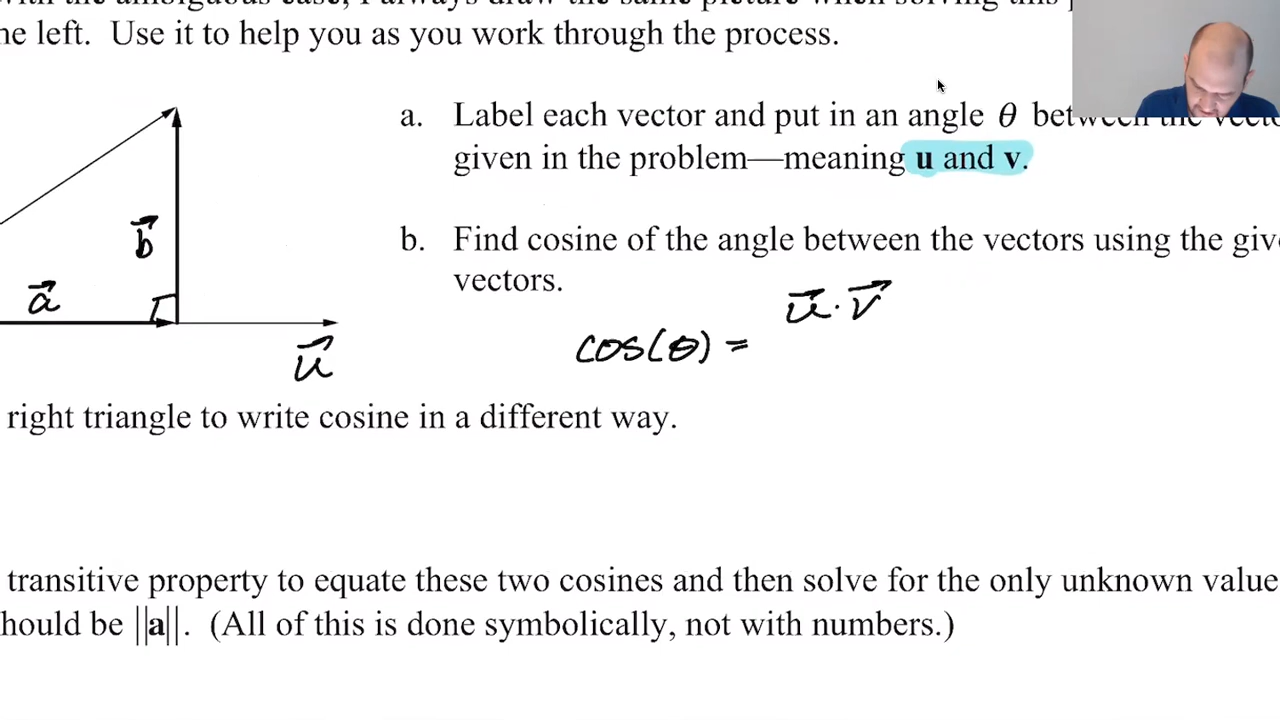 ne left. Use it to help you as you work through the process.
a. Label each vector and put in an angle θ between the
given in the problem—meaning u and v.
b⃗
b. Find cosine of the angle between the vectors using the giv
vectors.
a⃗
u⃗ · v⃗
cos(θ) =
u⃗
right triangle to write cosine in a different way.
transitive property to equate these two cosines and then solve for the only unknown value
hould be ||a||. (All of this is done symbolically, not with numbers.)